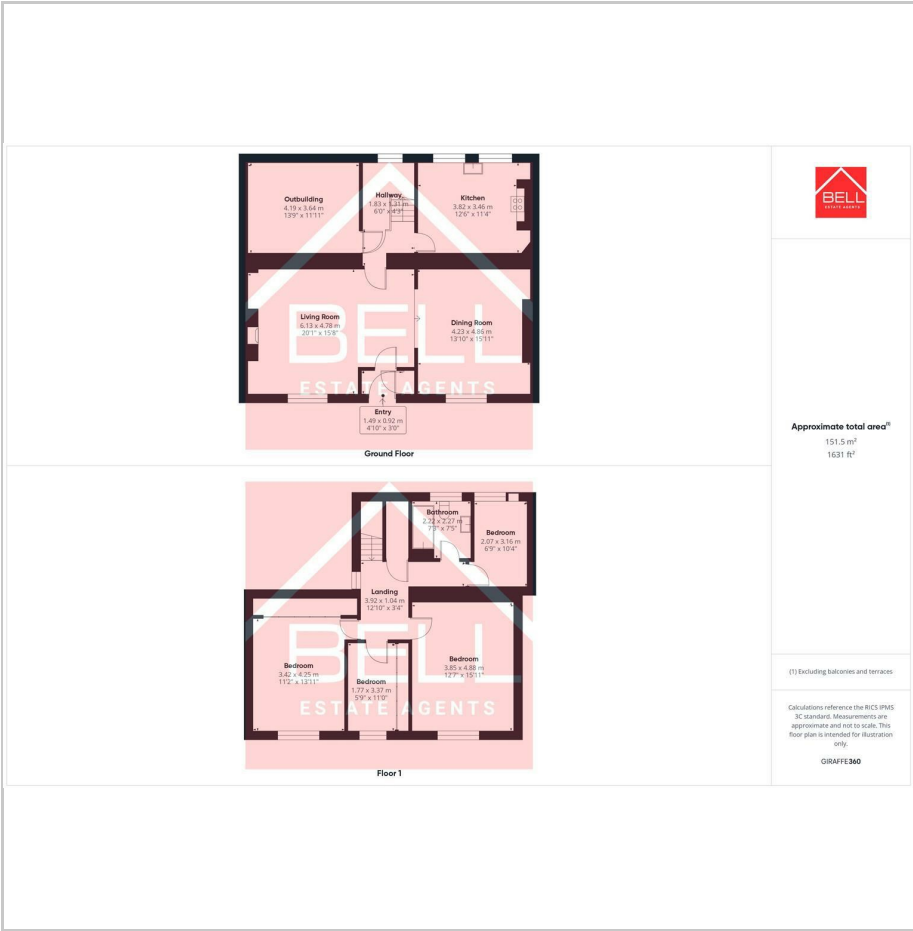 Outbuilding
4.19 x 3.64 m
13'9" x 11'11"
Hallway
1.83 x 1.31 m
6'0" x 4'3"
Kitchen
3.82 x 3.46 m
12'6" x 11'4"
Living Room
6.13 x 4.78 m
20'1" x 15'8"
Dining Room
4.23 x 4.86 m
13'10" x 15'11"
BELL
ESTATE AGENTS
Entry
1.49 x 0.92 m
4'10" x 3'0"
Ground Floor
Bathroom
2.22 x 2.27 m
7'3" x 7'5"
Bedroom
2.07 x 3.16 m
6'9" x 10'4"
Landing
3.92 x 1.04 m
12'10" x 3'4"
Bedroom
3.42 x 4.25 m
11'2" x 13'11"
Bedroom
1.77 x 3.37 m
5'9" x 11'0"
Bedroom
3.85 x 4.88 m
12'7" x 15'11"
BELL
ESTATE AGENTS
Floor 1
BELL
ESTATE AGENTS
Approximate total area(1)
151.5 m²
1631 ft²
(1) Excluding balconies and terraces
Calculations reference the RICS IPMS
3C standard. Measurements are
approximate and not to scale. This
floor plan is intended for illustration
only.
GIRAFFE360